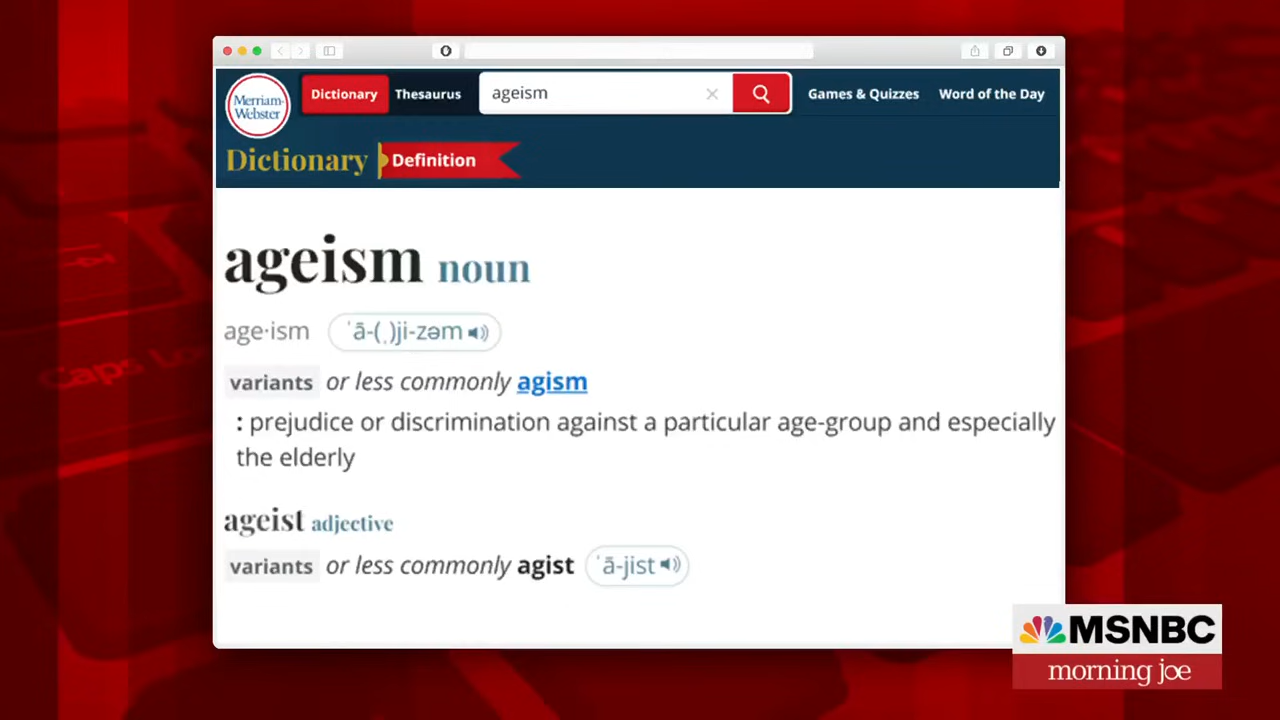 Merriam-
Webster
Dictionary Thesaurus ageism Games & Quizzes Word of the Day
Dictionary Definition
ageism noun
age·ism ˈā-(ˌ)ji-zəm
variants or less commonly agism
: prejudice or discrimination against a particular age-group and especially
the elderly
ageist adjective
variants or less commonly agist ˈā-jist
Caps Lo
MSNBC
morning joe